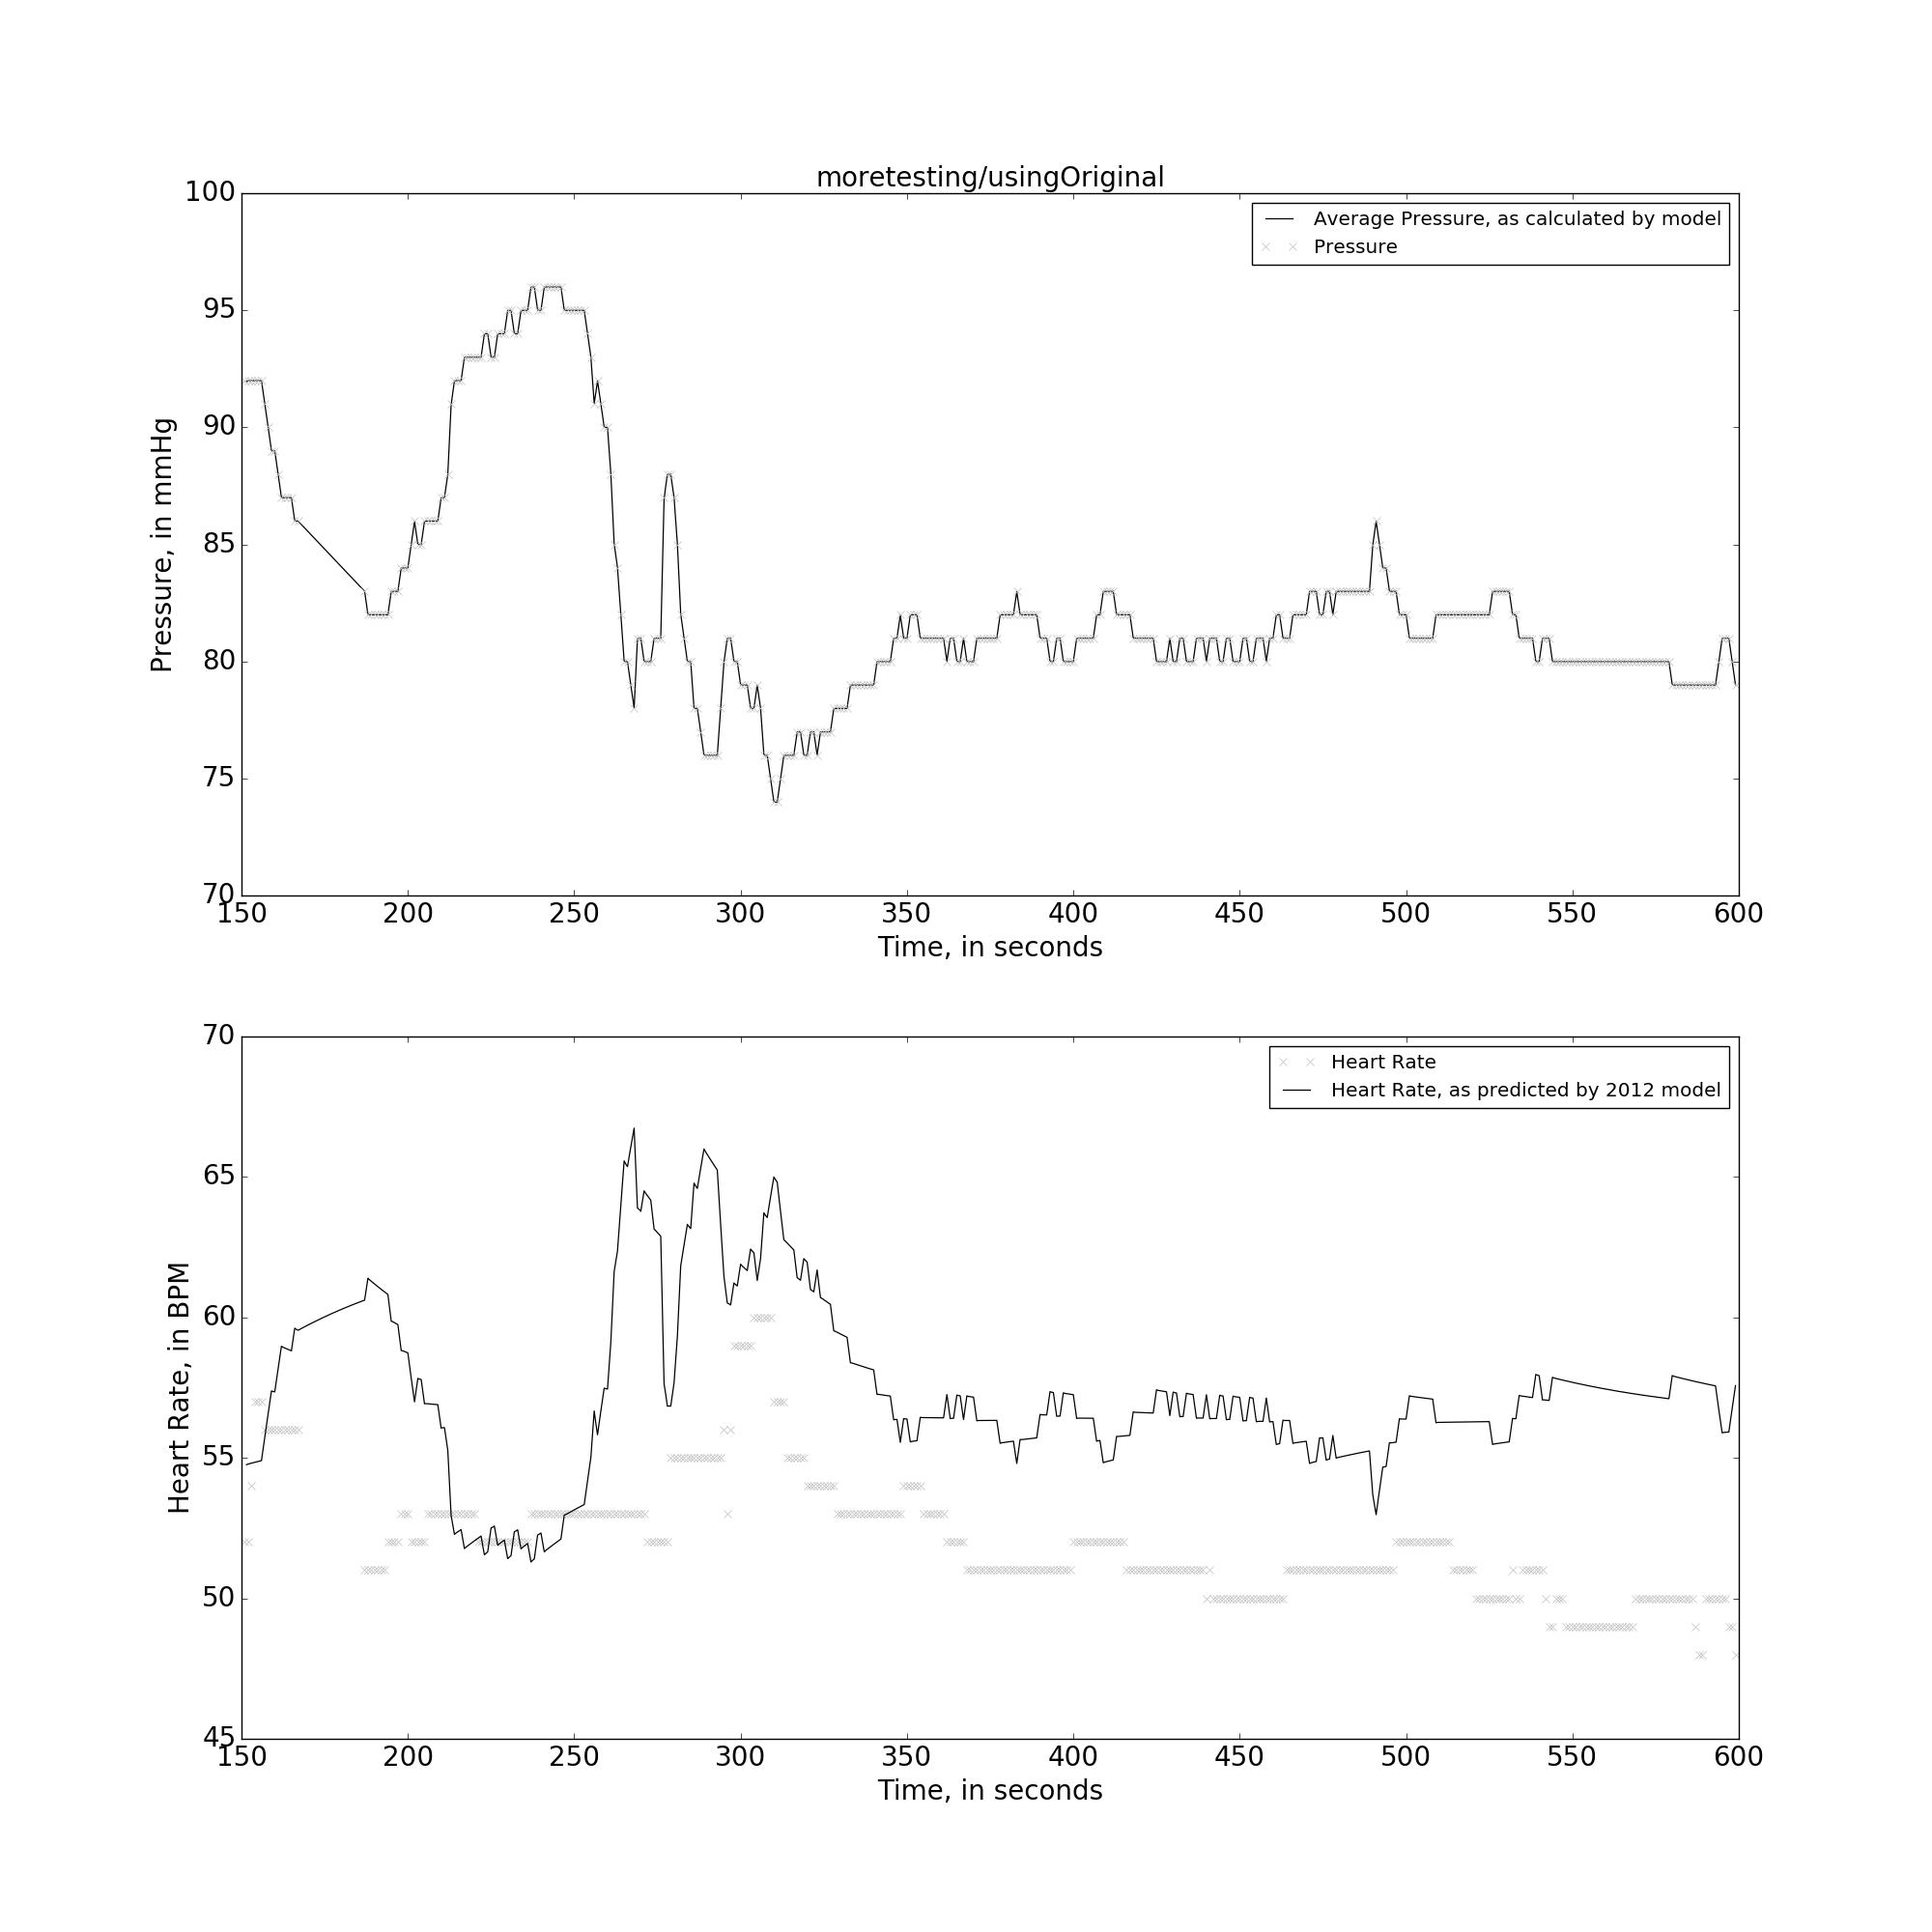 moretesting/usingOriginal
100
95
90
85
80
75
70
Pressure, in mmHg
Average Pressure, as calculated by model
Pressure
150 200 250 300 350 400 450 500 550 600
Time, in seconds
70
65
60
55
50
45
Heart Rate, in BPM
Heart Rate
Heart Rate, as predicted by 2012 model
150 200 250 300 350 400 450 500 550 600
Time, in seconds